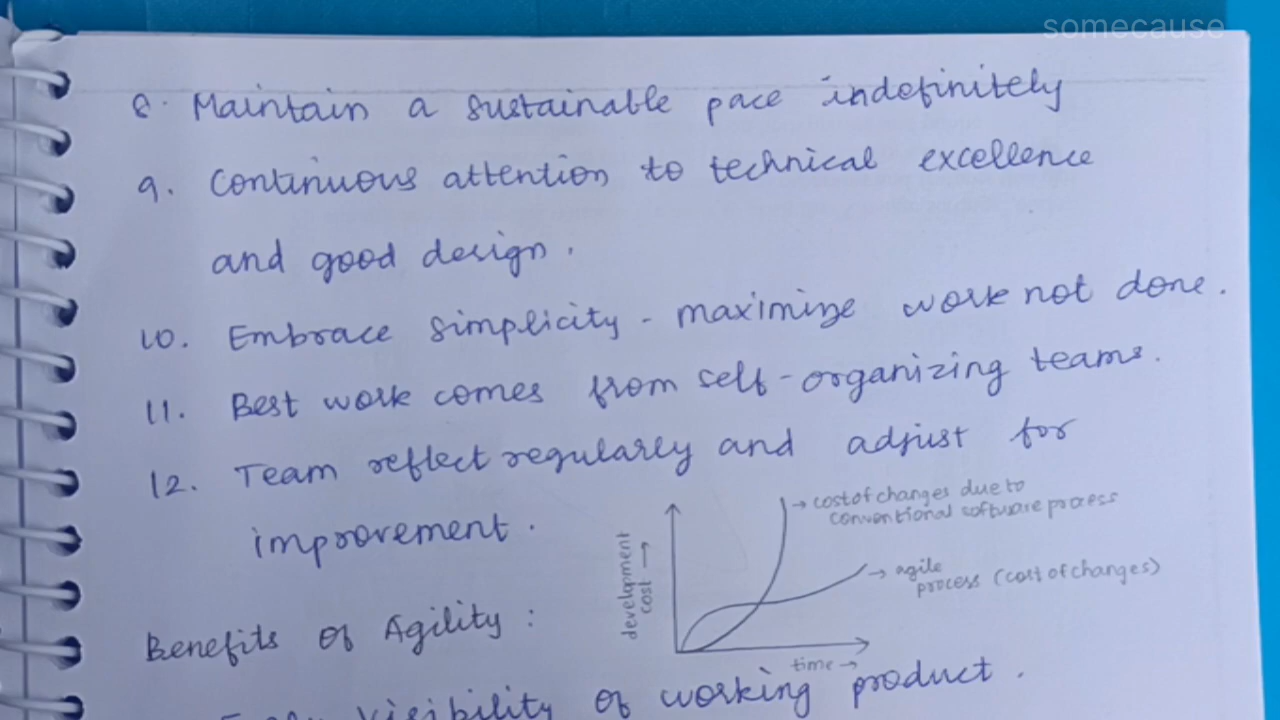 somecause
8. Maintain a sustainable pace indefinitely
9. Continuous attention to technical excellence
and good design.
10. Embrace simplicity - maximize work not done.
11. Best work comes from self-organizing teams.
12. Team reflect regularly and adjust for
improvement.
development
cost →
→ cost of changes due to
conventional software process
→ agile
process (cost of changes)
time →
Benefits of Agility :
visibility of working product.